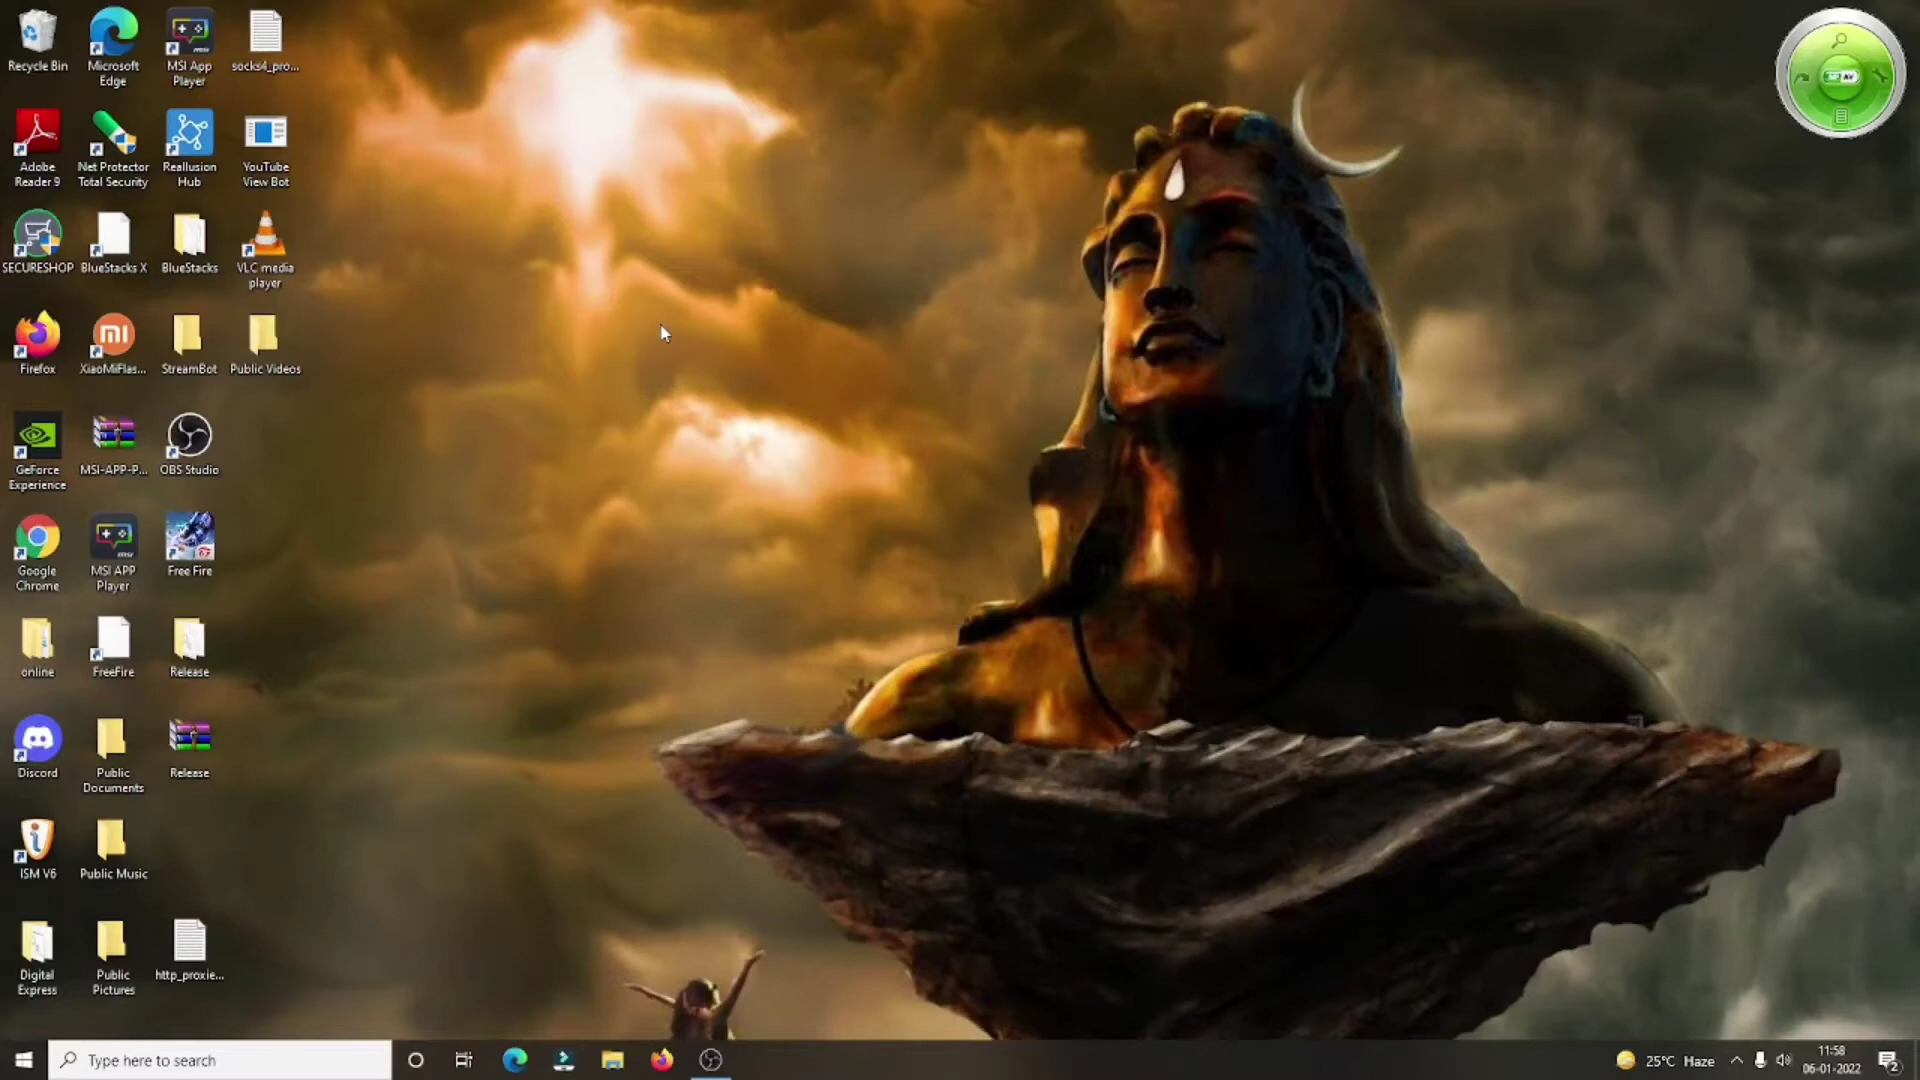 Recycle Bin
Microsoft
Edge
MSI App
Player
socks4_pro...
Adobe
Reader 9
Net Protector
Total Security
Reallusion
Hub
YouTube
View Bot
SECURESHOP
BlueStacks X
BlueStacks
VLC media
player
Firefox
XiaoMiFlas...
StreamBot
Public Videos
GeForce
Experience
MSI-APP-P...
OBS Studio
Google
Chrome
MSI APP
Player
Free Fire
online
FreeFire
Release
Discord
Public
Documents
Release
ISM V6
Public Music
Digital
Express
Public
Pictures
http_proxie...
Type here to search
25°C Haze
11:58
06-01-2022
2